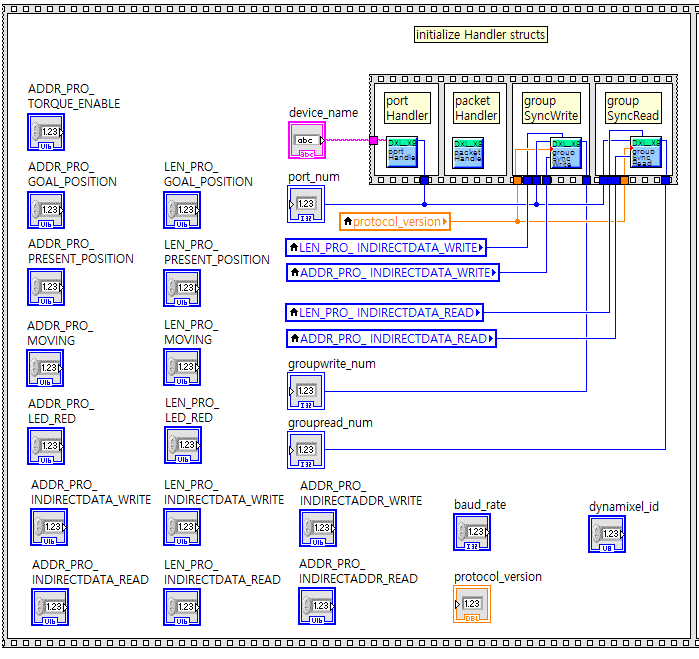 initialize Handler structs
port
Handler
packet
Handler
group
SyncWrite
group
SyncRead
DXL_X8
port
Handle
DXL_X8
packet
Handle
DXL_X8
group
Sync
DXL_X8
group
Sync
Read
device_name
abc
abc
port_num
1.23
I32
protocol_version
LEN_PRO_ INDIRECTDATA_WRITE
ADDR_PRO_ INDIRECTDATA_WRITE
LEN_PRO_ INDIRECTDATA_READ
ADDR_PRO_ INDIRECTDATA_READ
groupwrite_num
1.23
I32
groupread_num
1.23
I32
ADDR_PRO_
TORQUE_ENABLE
1.23
U16
ADDR_PRO_
GOAL_POSITION
1.23
U16
LEN_PRO_
GOAL_POSITION
1.23
U16
ADDR_PRO_
PRESENT_POSITION
1.23
U16
LEN_PRO_
PRESENT_POSITION
1.23
U16
ADDR_PRO_
MOVING
1.23
U16
LEN_PRO_
MOVING
1.23
U16
ADDR_PRO_
LED_RED
1.23
U16
LEN_PRO_
LED_RED
1.23
U16
ADDR_PRO_
INDIRECTDATA_WRITE
1.23
U16
LEN_PRO_
INDIRECTDATA_WRITE
1.23
U16
ADDR_PRO_
INDIRECTADDR_WRITE
1.23
U16
baud_rate
1.23
I32
dynamixel_id
1.23
U8
ADDR_PRO_
INDIRECTDATA_READ
1.23
U16
LEN_PRO_
INDIRECTDATA_READ
1.23
U16
ADDR_PRO_
INDIRECTADDR_READ
1.23
U16
protocol_version
1.23
DBL